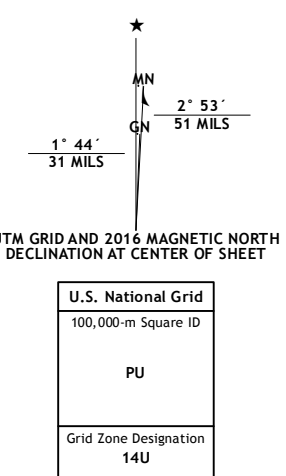 MN
2° 53´
GN
51 MILS
1° 44´
31 MILS
UTM GRID AND 2016 MAGNETIC NORTH
DECLINATION AT CENTER OF SHEET
U.S. National Grid
100,000-m Square ID
PU
Grid Zone Designation
14U